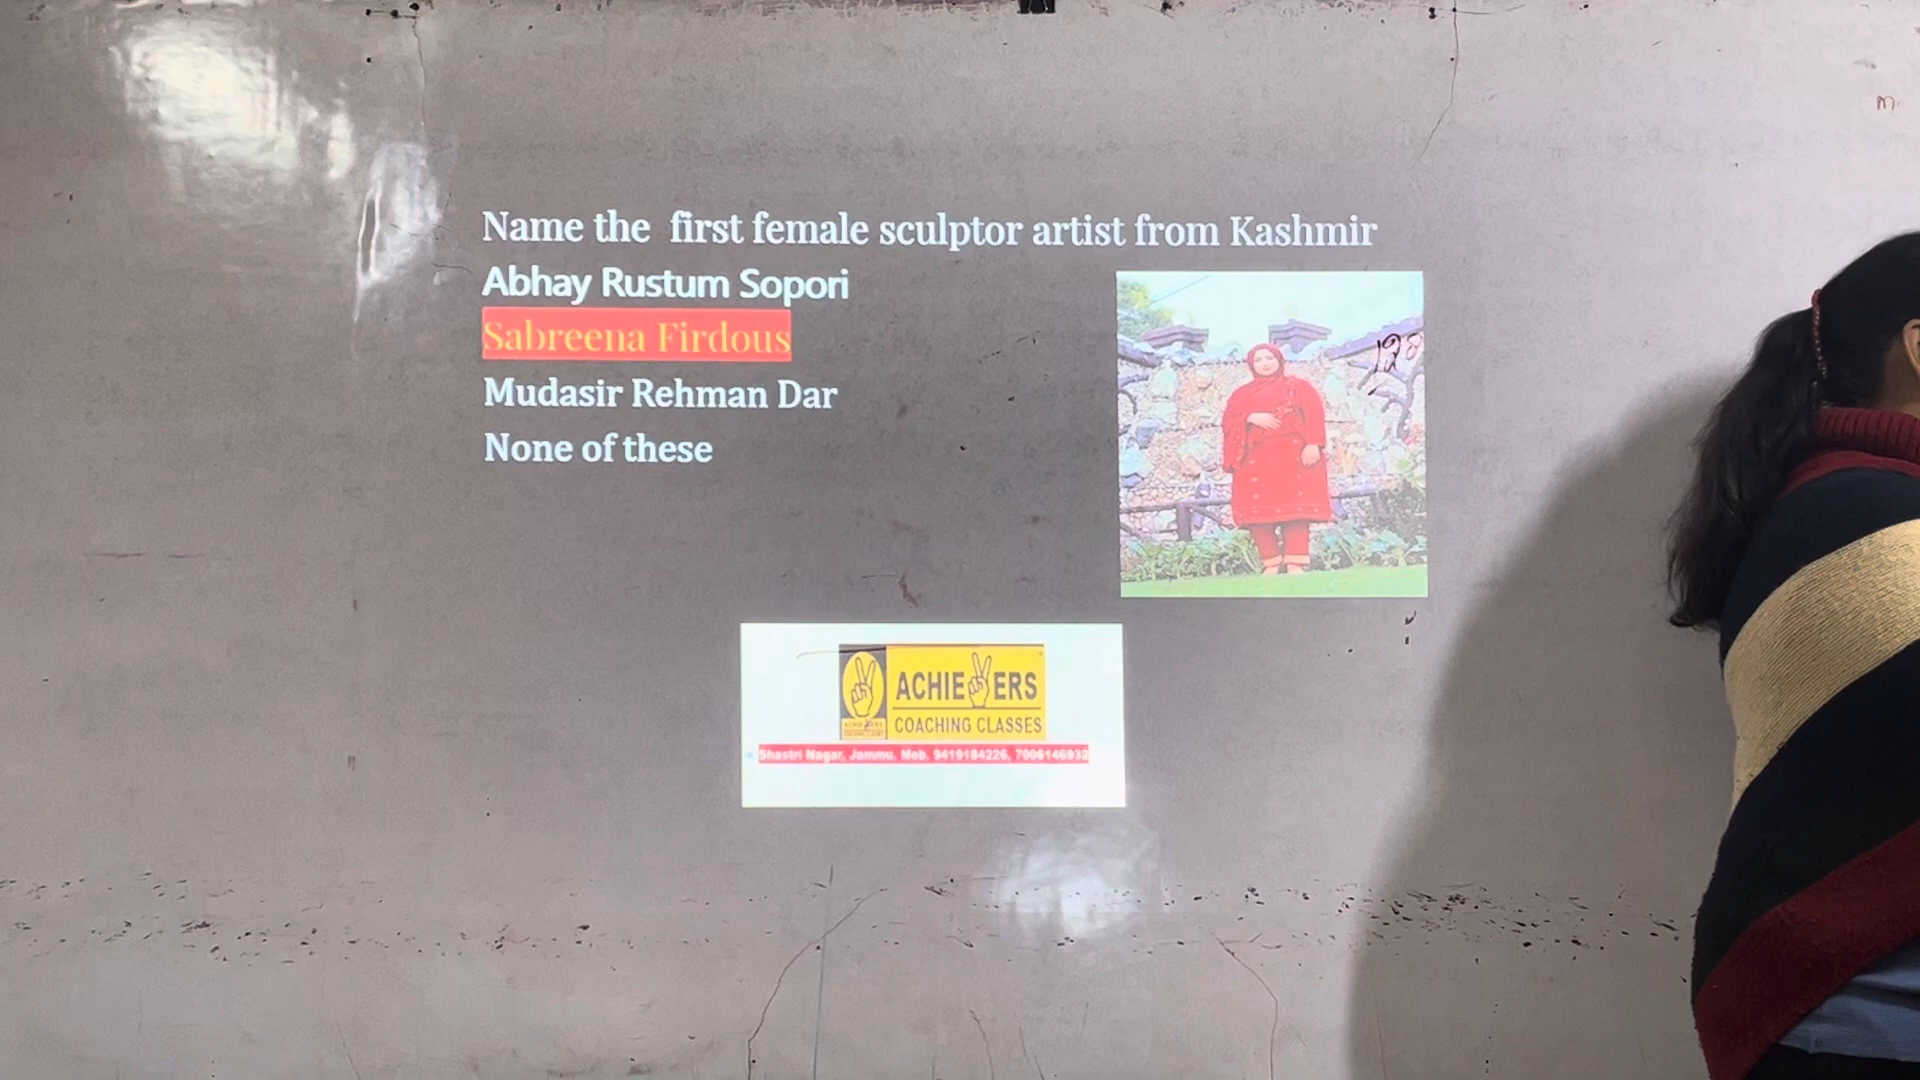 Name the first female sculptor artist from Kashmir
Abhay Rustum Sopori
Sabreena Firdous
Mudasir Rehman Dar
None of these
128
ACHIEVERS
COACHING CLASSES
Shastri Nagar, Jammu. Mob. 9419184226, 7006146932
m